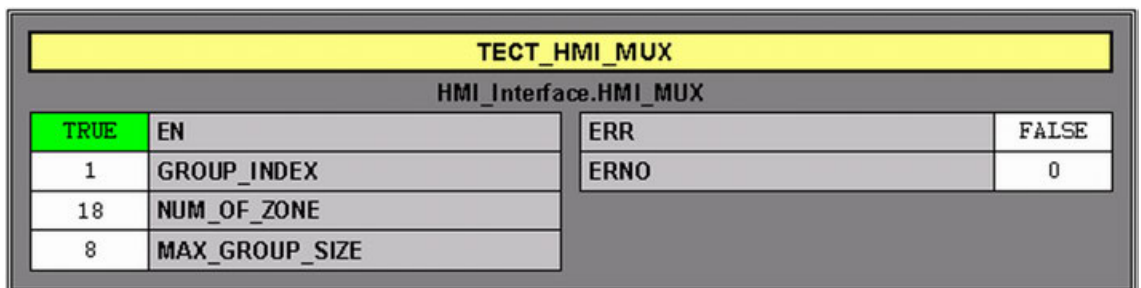 TECT_HMI_MUX
HMI_Interface.HMI_MUX
TRUE EN ERR FALSE
1 GROUP_INDEX ERNO 0
18 NUM_OF_ZONE
8 MAX_GROUP_SIZE